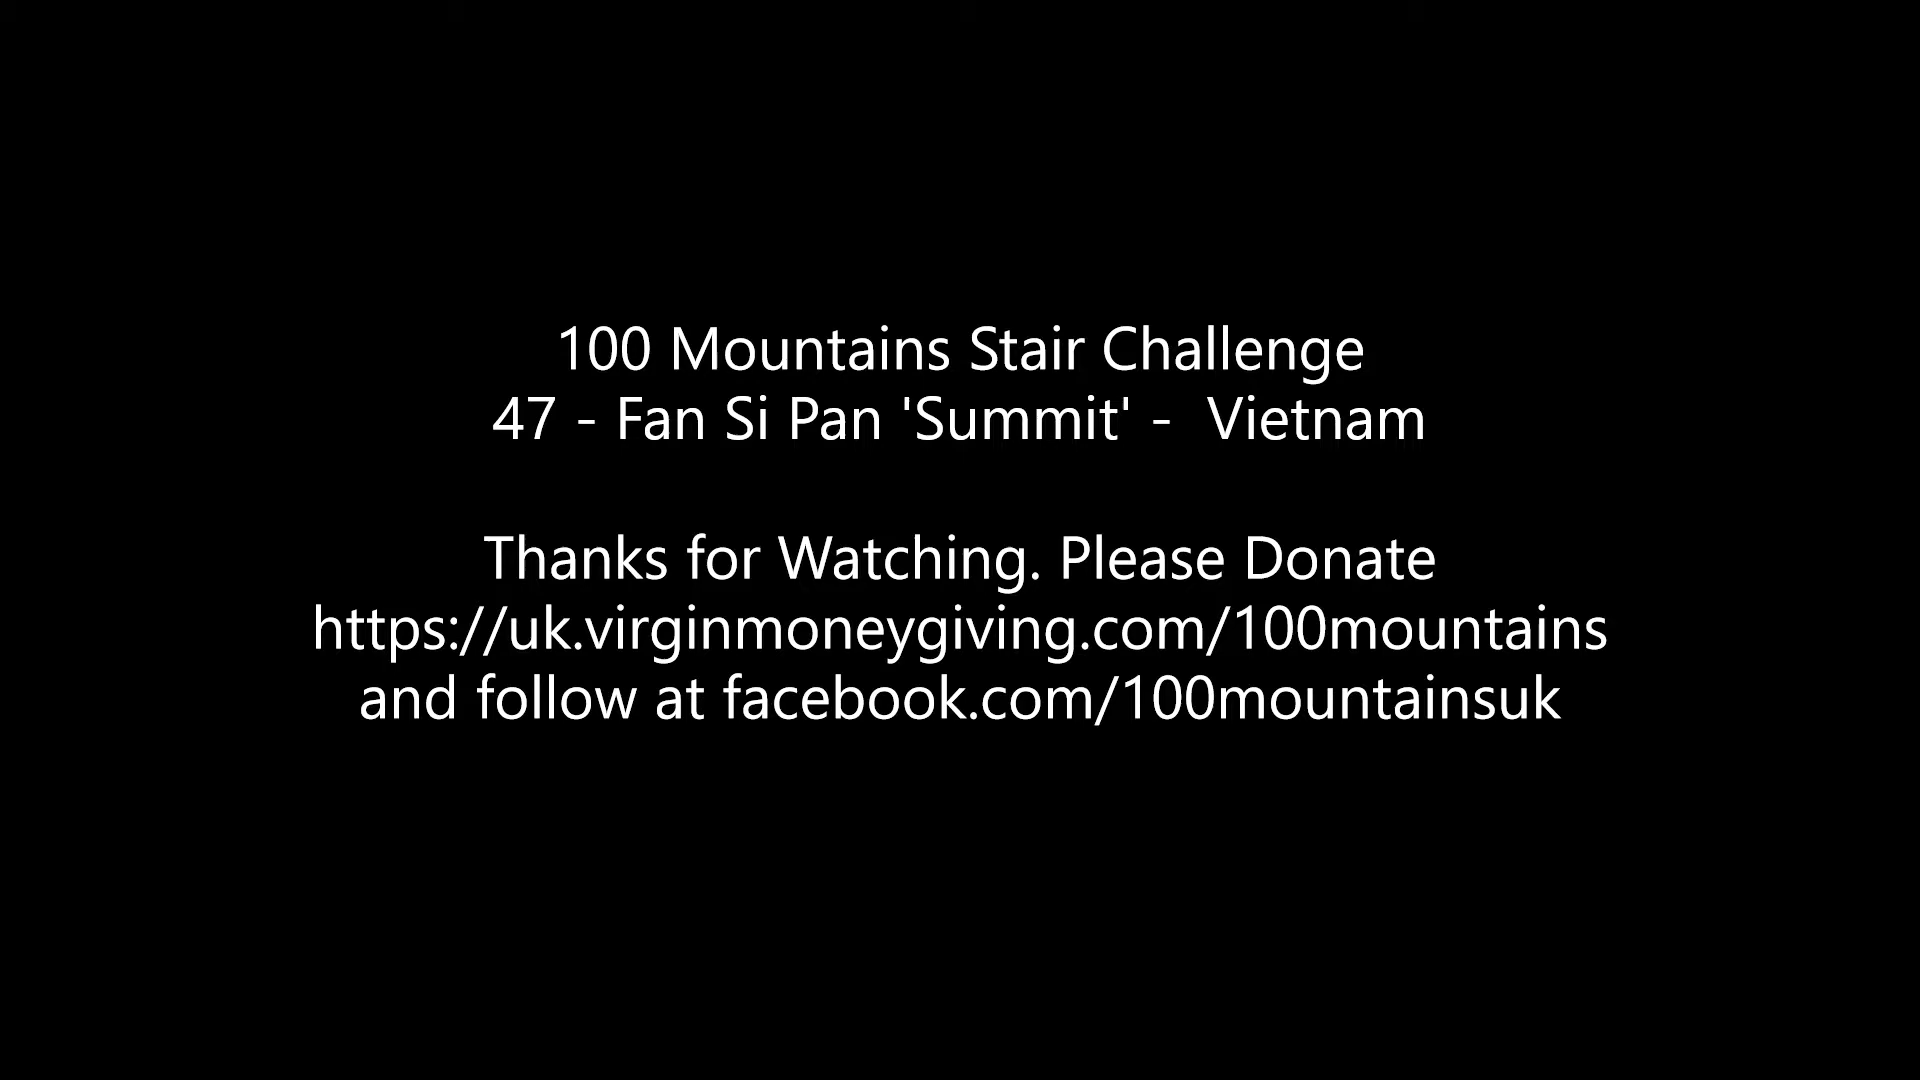 100 Mountains Stair Challenge
47 - Fan Si Pan 'Summit' -  Vietnam
Thanks for Watching. Please Donate
https://uk.virginmoneygiving.com/100mountains
and follow at facebook.com/100mountainsuk